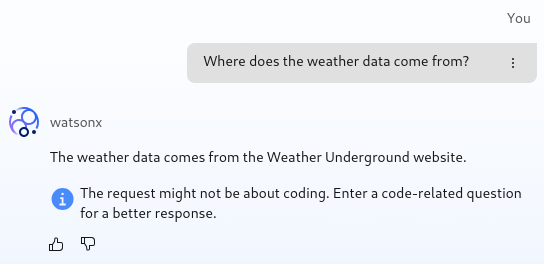 You
Where does the weather data come from?
watsonx
The weather data comes from the Weather Underground website.
The request might not be about coding. Enter a code-related question
for a better response.